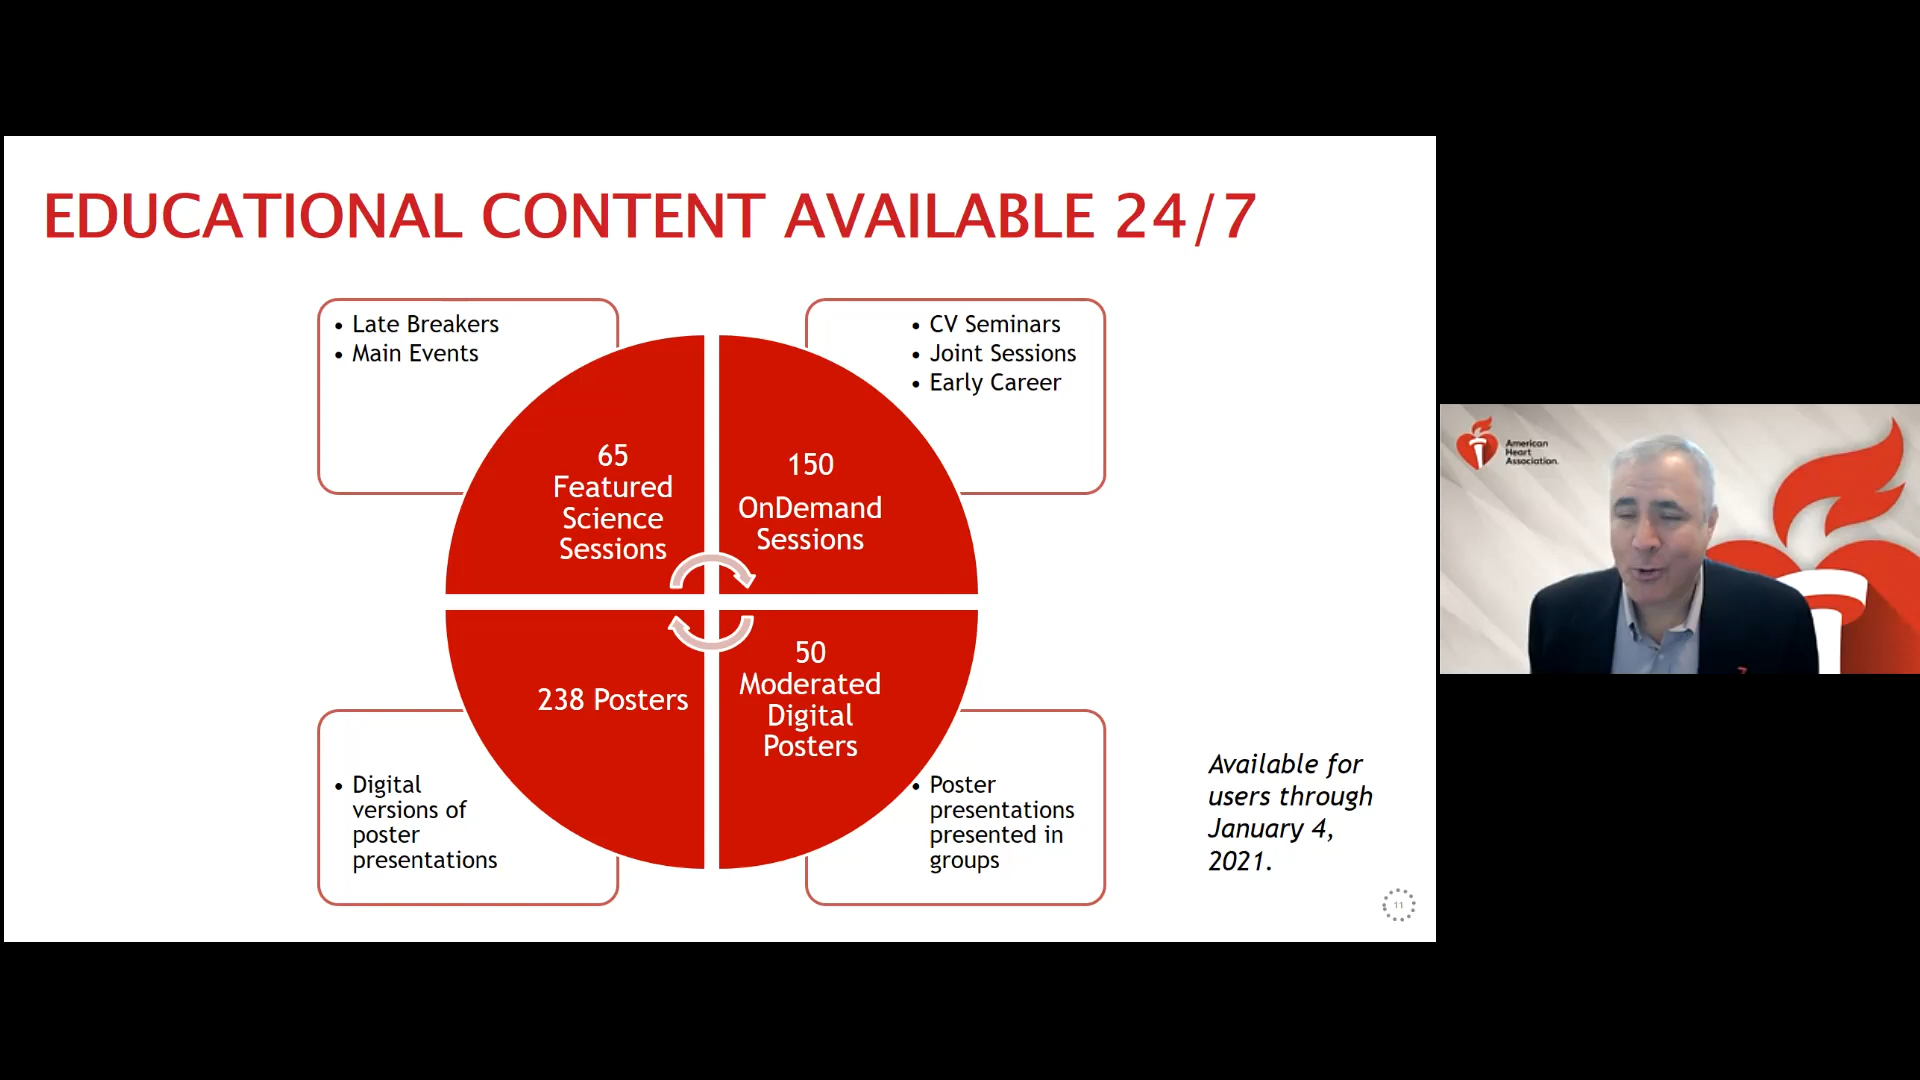 EDUCATIONAL CONTENT AVAILABLE 24/7
• Late Breakers
• Main Events
• CV Seminars
• Joint Sessions
• Early Career
65
Featured
Science
Sessions
150
OnDemand
Sessions
238 Posters
50
Moderated
Digital
Posters
• Digital
versions of
poster
presentations
• Poster
presentations
presented in
groups
Available for
users through
January 4,
2021.
11
American
Heart
Association.